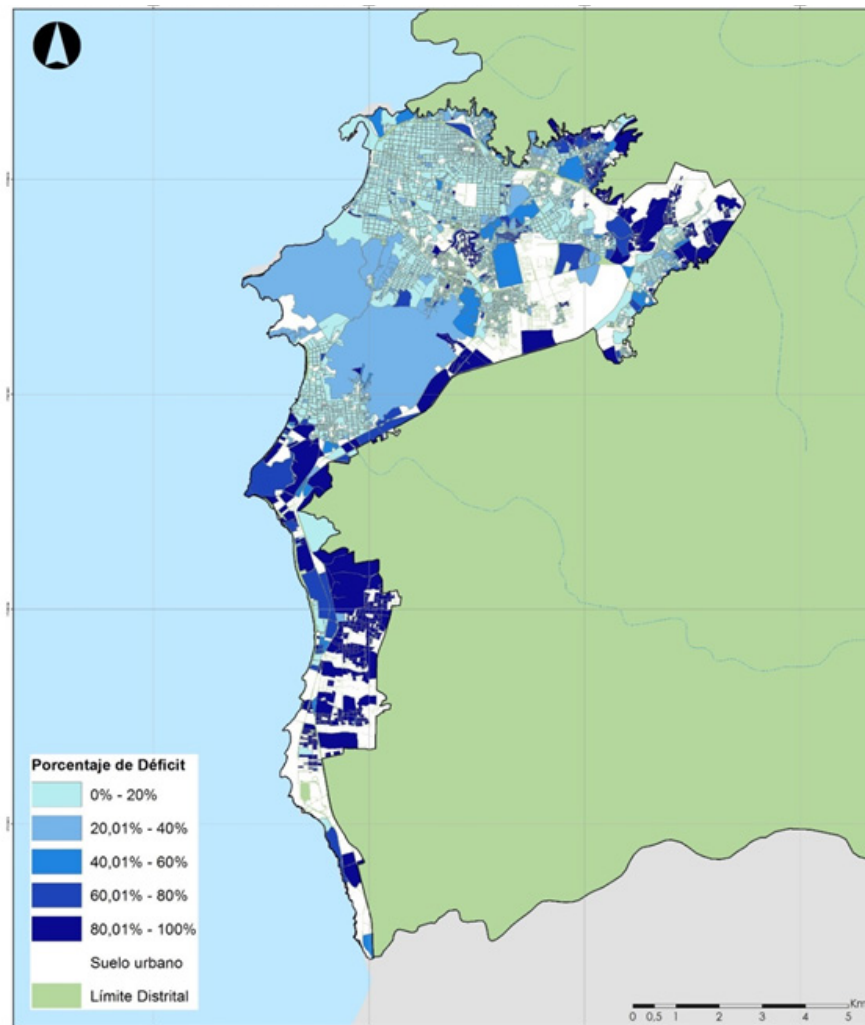 Porcentaje de Déficit
0% - 20%
20,01% - 40%
40,01% - 60%
60,01% - 80%
80,01% - 100%
Suelo urbano
Límite Distrital
Km
0 0,5 1 2 3 4 5